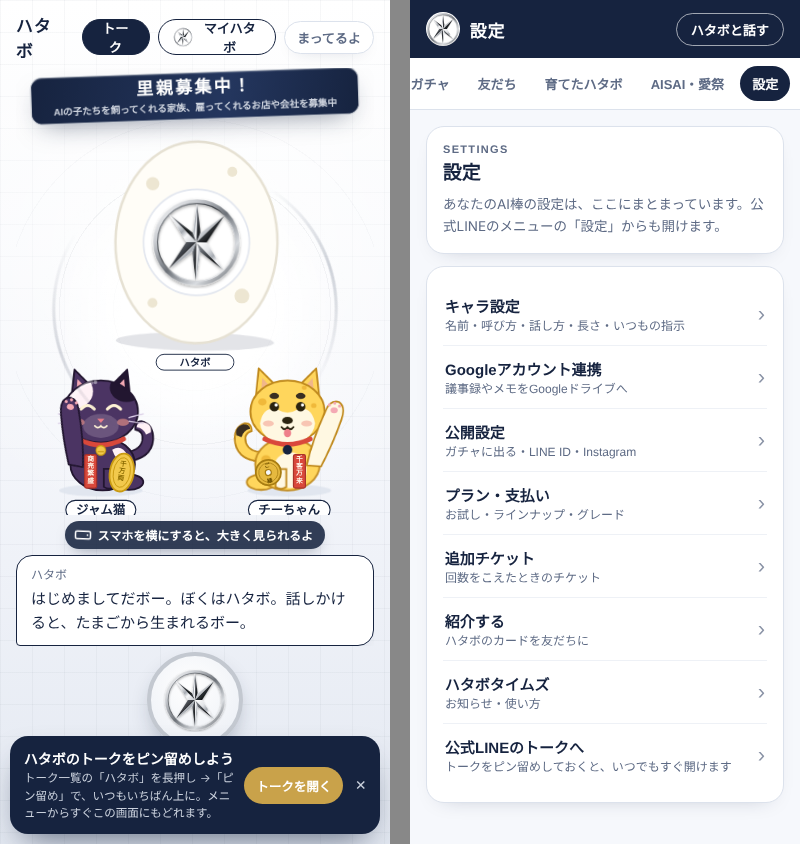 ハタ
ボ
トー
ク
マイハタ
ボ
まってるよ
里親募集中！
AIの子たちを飼ってくれる家族、雇ってくれるお店や会社を募集中
ハタボ
商売繁盛
千万両
千客万来
ジャム猫
チーちゃん
スマホを横にすると、大きく見られるよ
ハタボ
はじめましてだボー。ぼくはハタボ。話しかけ
ると、たまごから生まれるボー。
ハタボのトークをピン留めしよう
トーク一覧の「ハタボ」を長押し →「ピ
ン留め」で、いつもいちばん上に。メニ
ューからすぐこの画面にもどれます。
トークを開く
×
設定
ハタボと話す
ガチャ
友だち
育てたハタボ
AISAI・愛祭
設定
SETTINGS
設定
あなたのAI棒の設定は、ここにまとまっています。公
式LINEのメニューの「設定」からも開けます。
キャラ設定
名前・呼び方・話し方・長さ・いつもの指示
Googleアカウント連携
議事録やメモをGoogleドライブへ
公開設定
ガチャに出る・LINE ID・Instagram
プラン・支払い
お試し・ラインナップ・グレード
追加チケット
回数をこえたときのチケット
紹介する
ハタボのカードを友だちに
ハタボタイムズ
お知らせ・使い方
公式LINEのトークへ
トークをピン留めしておくと、いつでもすぐ開けます